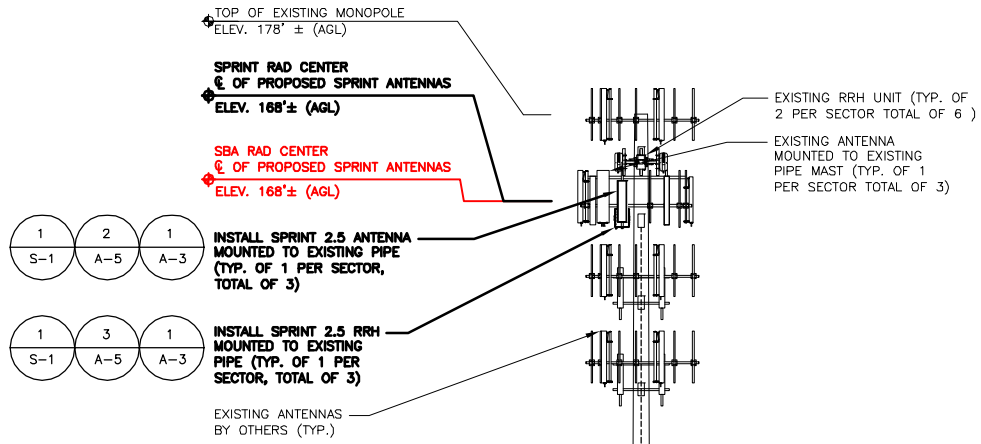 TOP OF EXISTING MONOPOLE
ELEV. 178' ± (AGL)
SPRINT RAD CENTER
℄ OF PROPOSED SPRINT ANTENNAS
ELEV. 168'± (AGL)
SBA RAD CENTER
℄ OF PROPOSED SPRINT ANTENNAS
ELEV. 168'± (AGL)
EXISTING RRH UNIT (TYP. OF
2 PER SECTOR TOTAL OF 6 )
EXISTING ANTENNA
MOUNTED TO EXISTING
PIPE MAST (TYP. OF 1
PER SECTOR TOTAL OF 3)
1 2 1
S-1 A-5 A-3
INSTALL SPRINT 2.5 ANTENNA
MOUNTED TO EXISTING PIPE
(TYP. OF 1 PER SECTOR,
TOTAL OF 3)
1 3 1
S-1 A-5 A-3
INSTALL SPRINT 2.5 RRH
MOUNTED TO EXISTING
PIPE (TYP. OF 1 PER
SECTOR, TOTAL OF 3)
EXISTING ANTENNAS
BY OTHERS (TYP.)